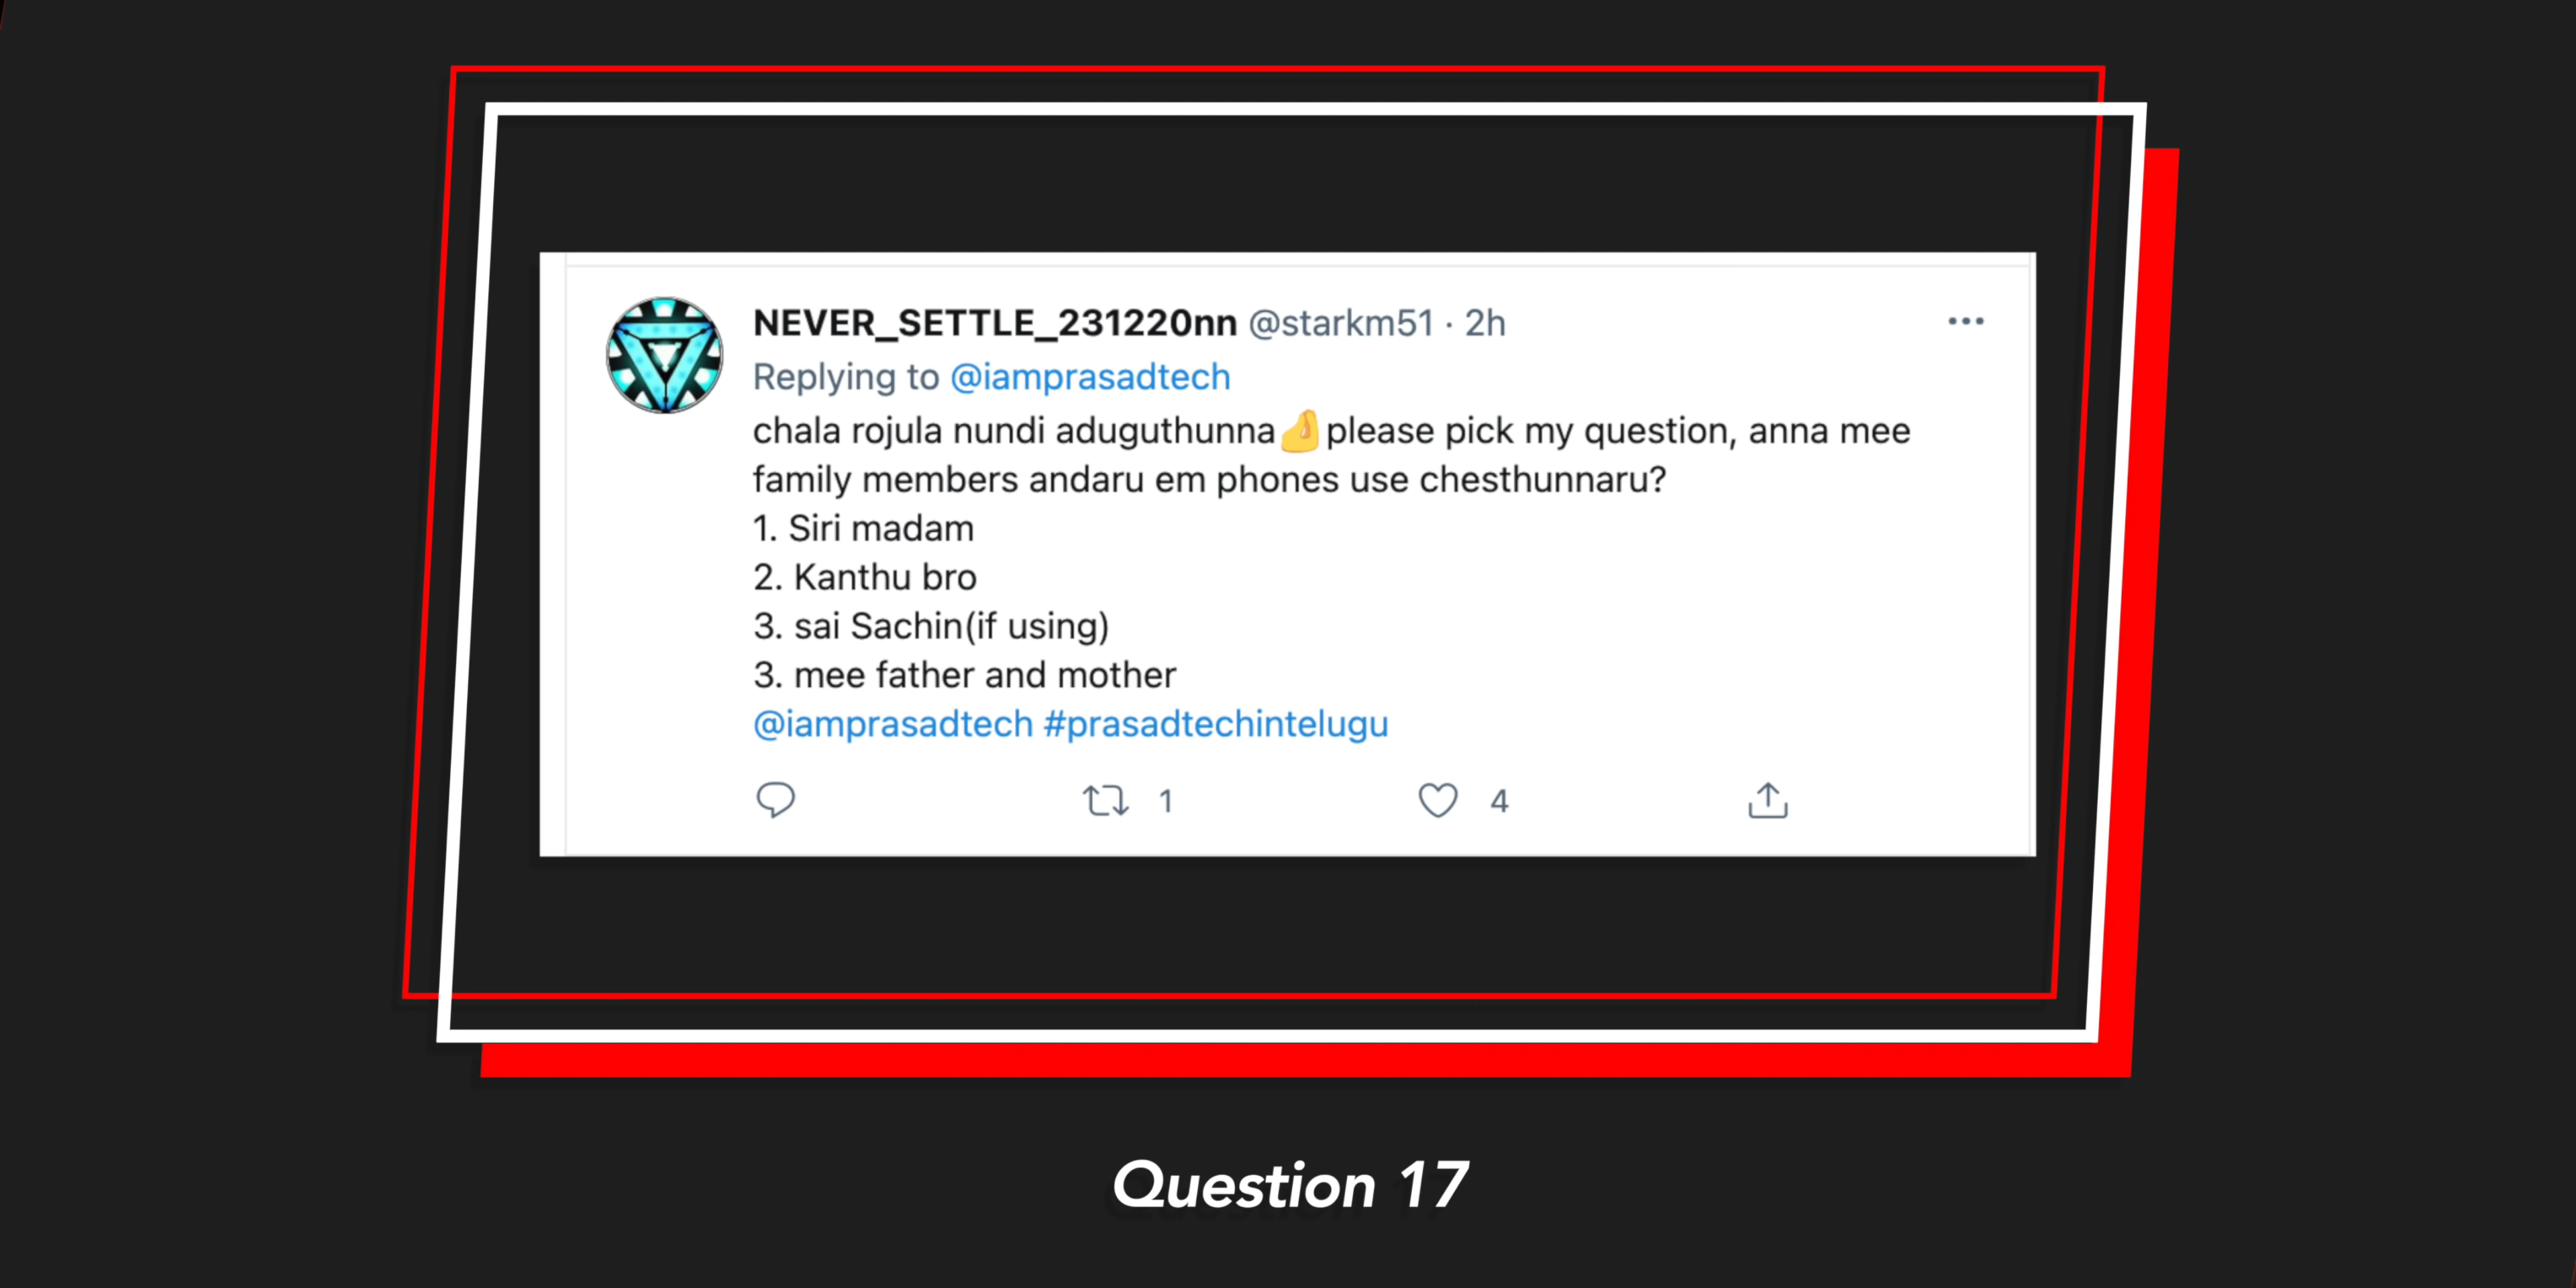 NEVER_SETTLE_231220nn @starkm51 · 2h
Replying to @iamprasadtech
chala rojula nundi aduguthunna🤌please pick my question, anna mee
family members andaru em phones use chesthunnaru?
1. Siri madam
2. Kanthu bro
3. sai Sachin(if using)
3. mee father and mother
@iamprasadtech #prasadtechintelugu
1 4
Question 17